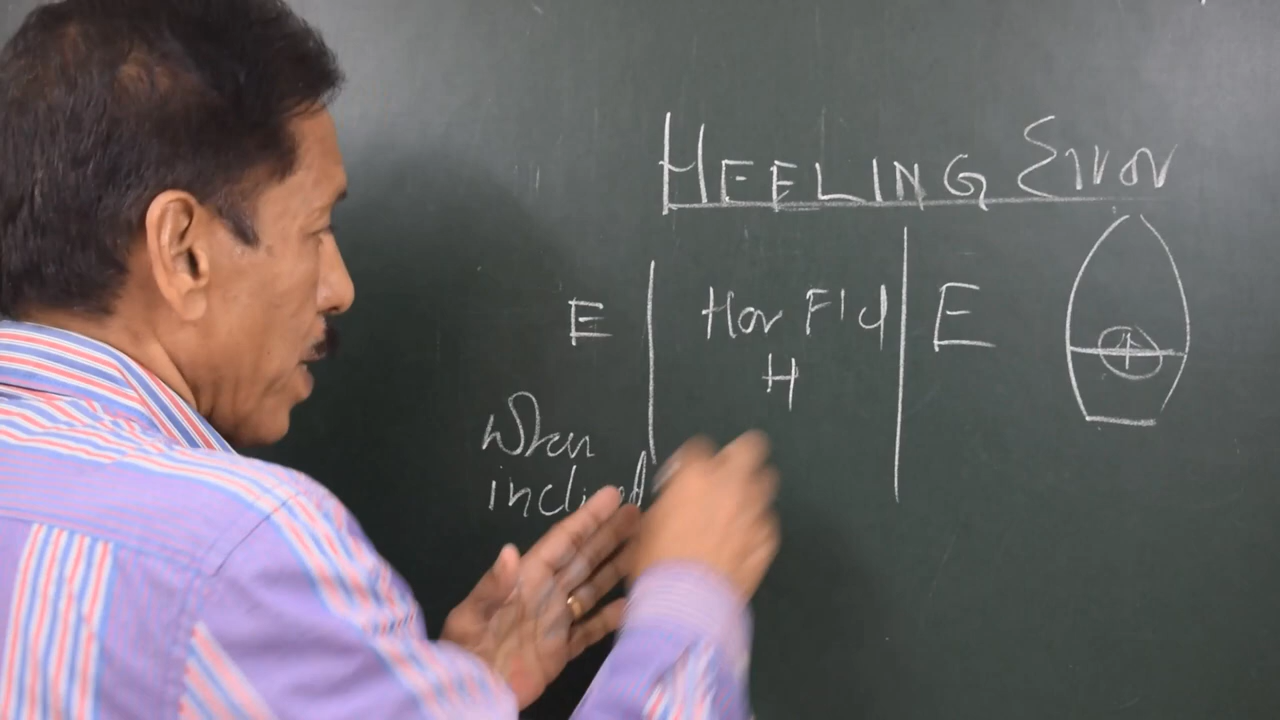 HEELING Error
E Hor Fld E
H
When
inclined